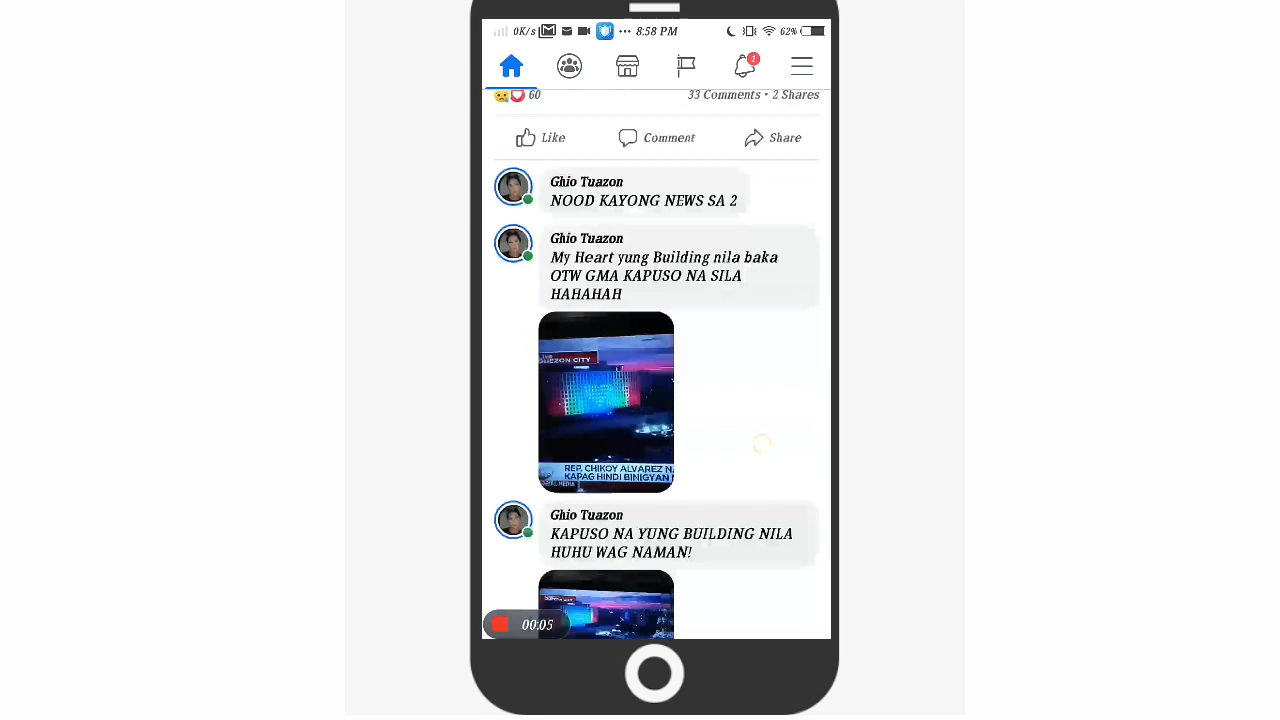 0K/s ••• 8:58 PM 62%
1
60 33 Comments • 2 Shares
Like Comment Share
Ghio Tuazon
NOOD KAYONG NEWS SA 2
Ghio Tuazon
My Heart yung Building nila baka
OTW GMA KAPUSO NA SILA
HAHAHAH
QUEZON CITY
REP. CHIKOY ALVAREZ
KAPAG HINDI BINIGYAN
MEDIA
Ghio Tuazon
KAPUSO NA YUNG BUILDING NILA
HUHU WAG NAMAN!
00:05